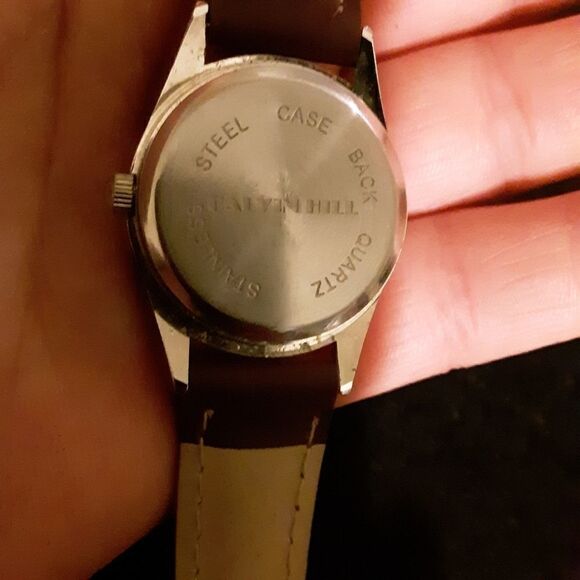 STAINLESS STEEL CASE BACK QUARTZ
CALVIN HILL